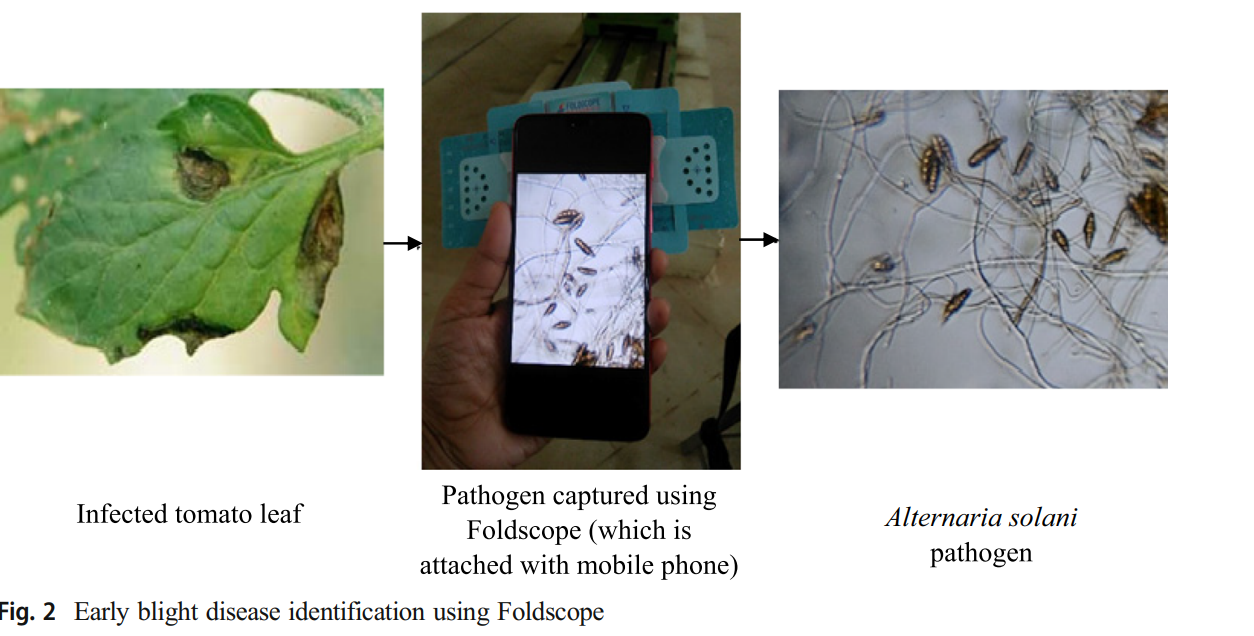 FOLDSCOPE
Infected tomato leaf
Pathogen captured using
Foldscope (which is
attached with mobile phone)
Alternaria solani
pathogen
Fig. 2 Early blight disease identification using Foldscope